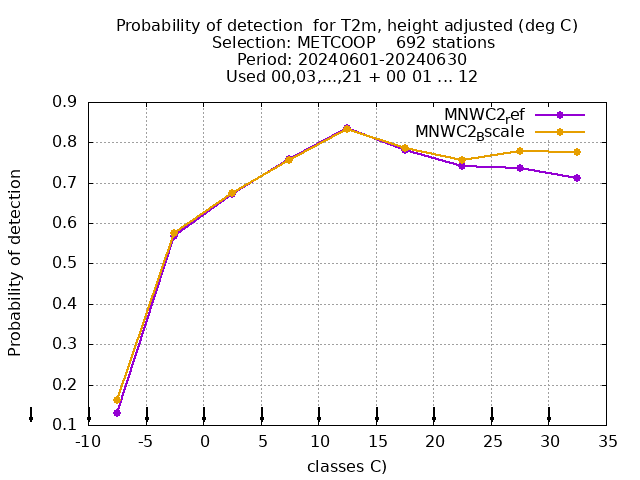 Probability of detection  for T2m, height adjusted (deg C)
Selection: METCOOP    692 stations
Period: 20240601-20240630
Used 00,03,...,21 + 00 01 ... 12
MNWC2ref
MNWC2Bscale
Probability of detection
0.9
0.8
0.7
0.6
0.5
0.4
0.3
0.2
0.1
-10 -5 0 5 10 15 20 25 30 35
classes C)